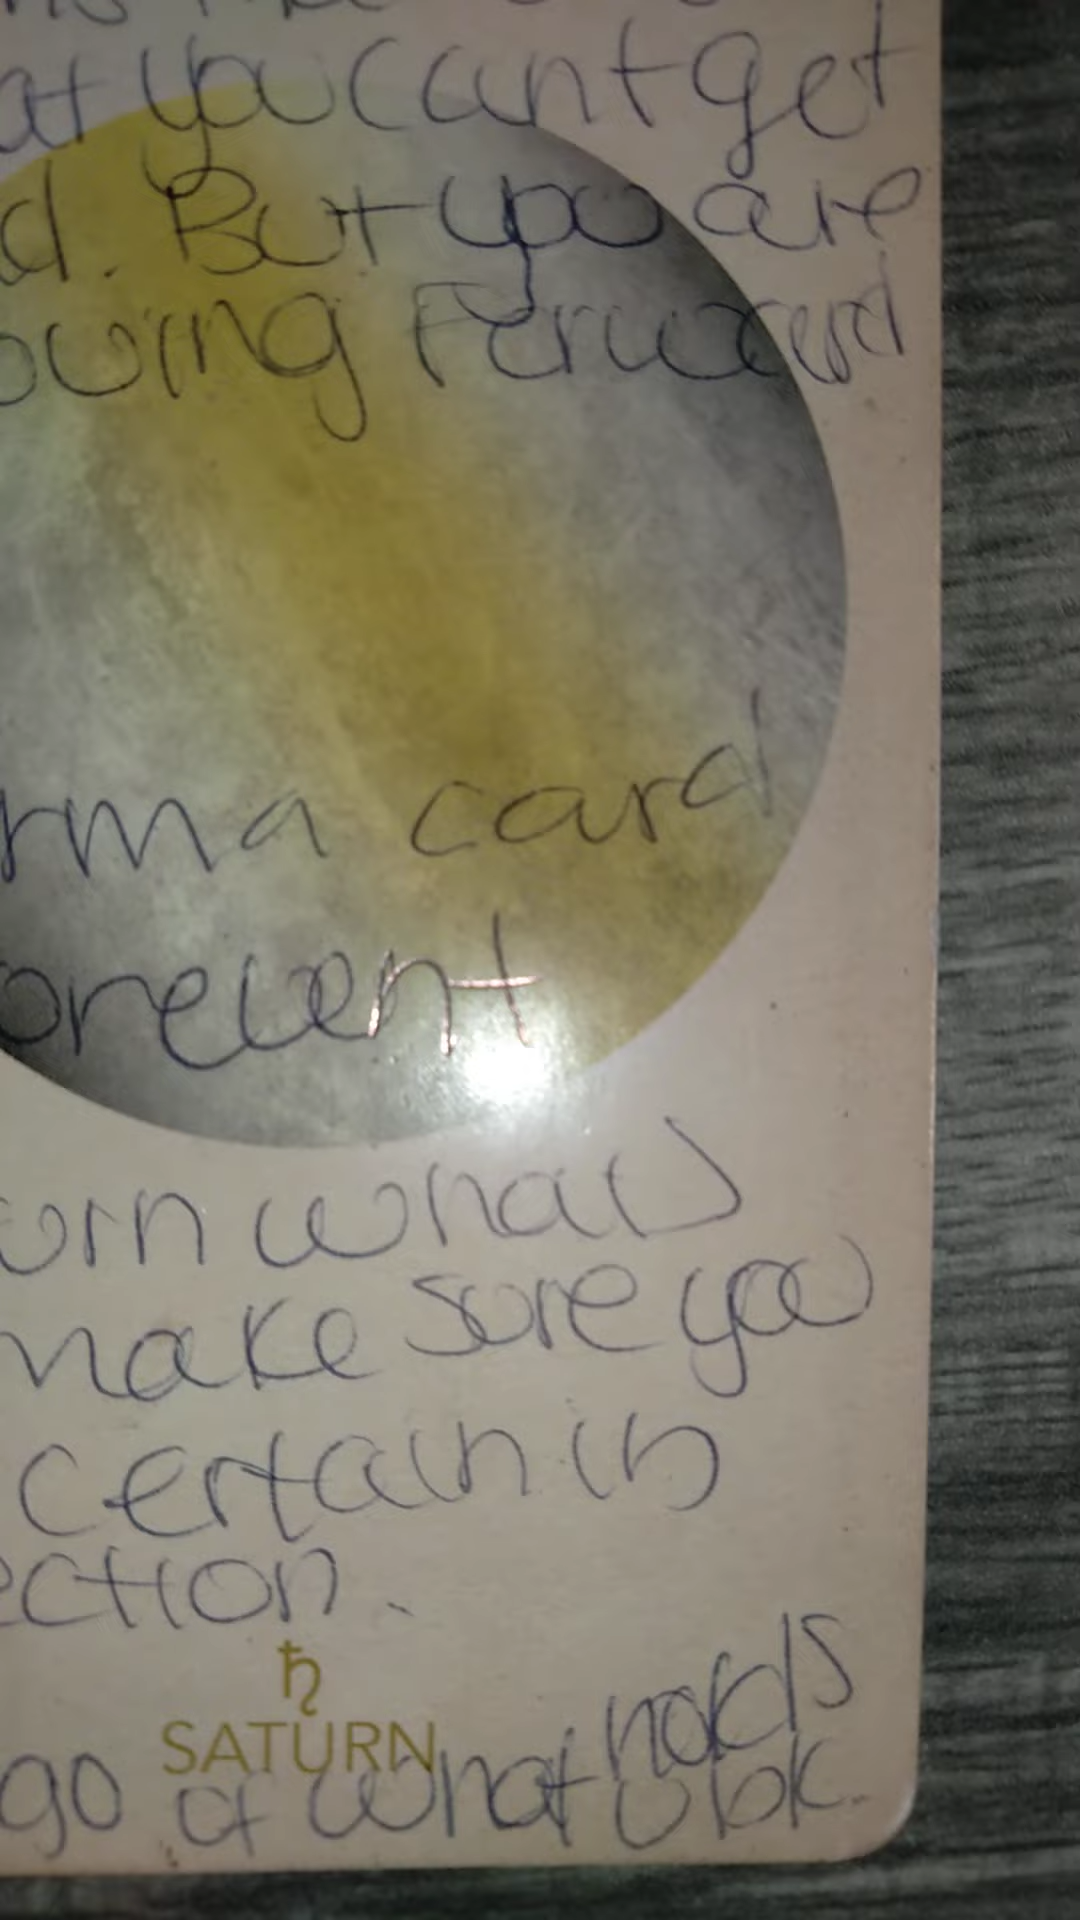 at you cant get
d. But you are
oving Forward
rma card
prevent
urn what is
make sure you
certain in
ection.
♄
SATURN
holds
go of what u bk.